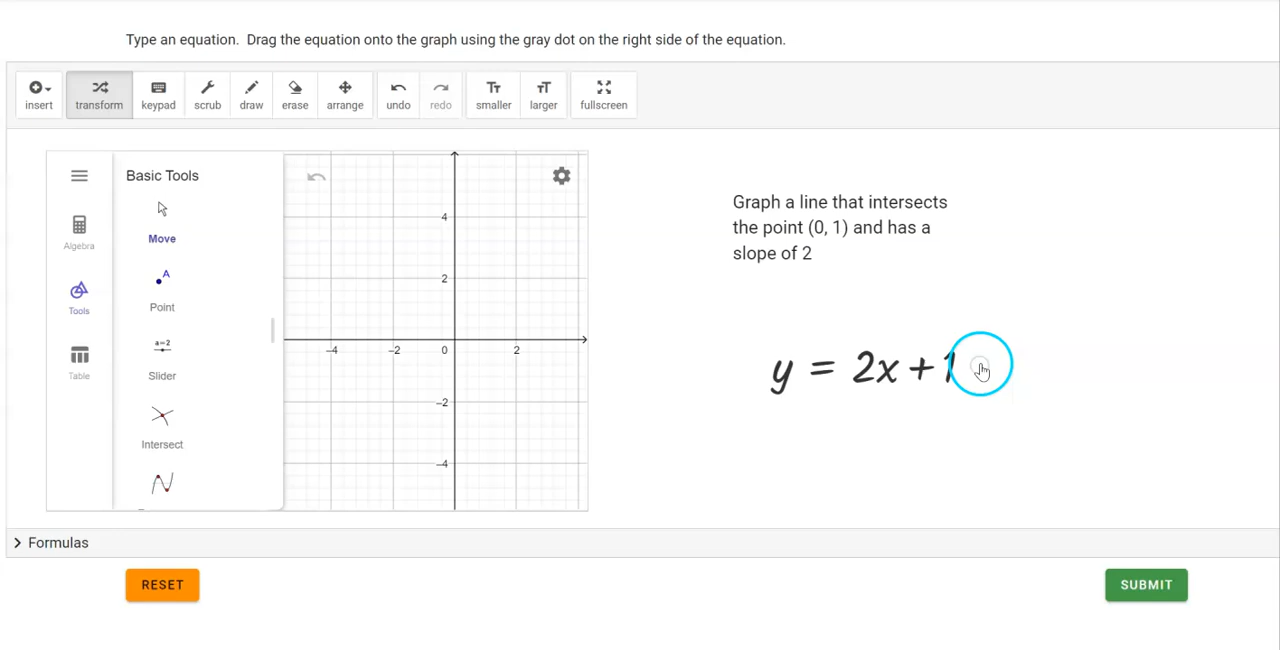 Type an equation.  Drag the equation onto the graph using the gray dot on the right side of the equation.
insert transform keypad scrub draw erase arrange undo redo smaller larger fullscreen
Tт тT
Basic Tools
Move
Algebra
A
Point
Tools
a=2
Slider
Table
Intersect
4
2
−4 −2 0 2
−2
−4
Graph a line that intersects
the point (0, 1) and has a
slope of 2
y = 2x + 1
Formulas
RESET
SUBMIT